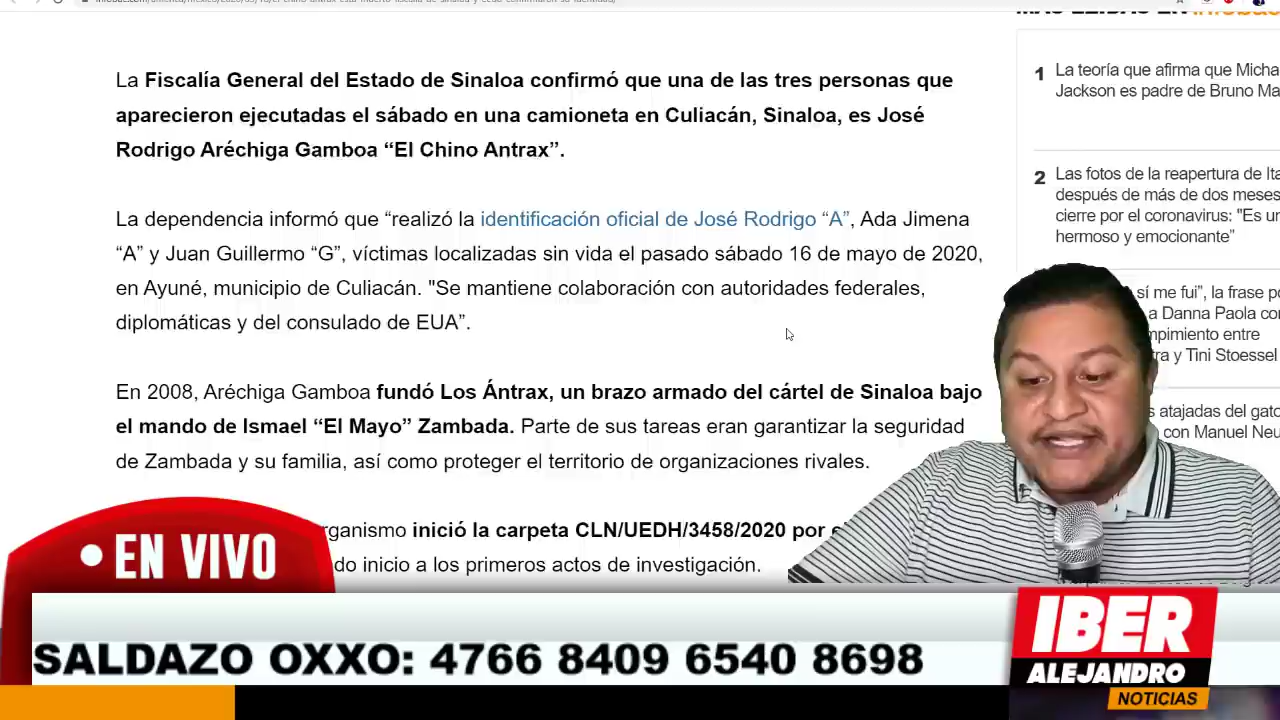 La Fiscalía General del Estado de Sinaloa confirmó que una de las tres personas que
aparecieron ejecutadas el sábado en una camioneta en Culiacán, Sinaloa, es José
Rodrigo Aréchiga Gamboa “El Chino Antrax”.
La dependencia informó que “realizó la identificación oficial de José Rodrigo “A”, Ada Jimena
“A” y Juan Guillermo “G”, víctimas localizadas sin vida el pasado sábado 16 de mayo de 2020,
en Ayuné, municipio de Culiacán. "Se mantiene colaboración con autoridades federales,
diplomáticas y del consulado de EUA”.
En 2008, Aréchiga Gamboa fundó Los Ántrax, un brazo armado del cártel de Sinaloa bajo
el mando de Ismael “El Mayo” Zambada. Parte de sus tareas eran garantizar la seguridad
de Zambada y su familia, así como proteger el territorio de organizaciones rivales.
rganismo inició la carpeta CLN/UEDH/3458/2020 por e
do inicio a los primeros actos de investigación.
1 La teoría que afirma que Micha
Jackson es padre de Bruno Ma
2 Las fotos de la reapertura de Ita
después de más de dos meses
cierre por el coronavirus: "Es un
hermoso y emocionante”
sí me fui”, la frase po
a Danna Paola con
mpimiento entre
ra y Tini Stoessel
s atajadas del gato
con Manuel Neu
• EN VIVO
SALDAZO OXXO: 4766 8409 6540 8698
IBER
ALEJANDRO
NOTICIAS